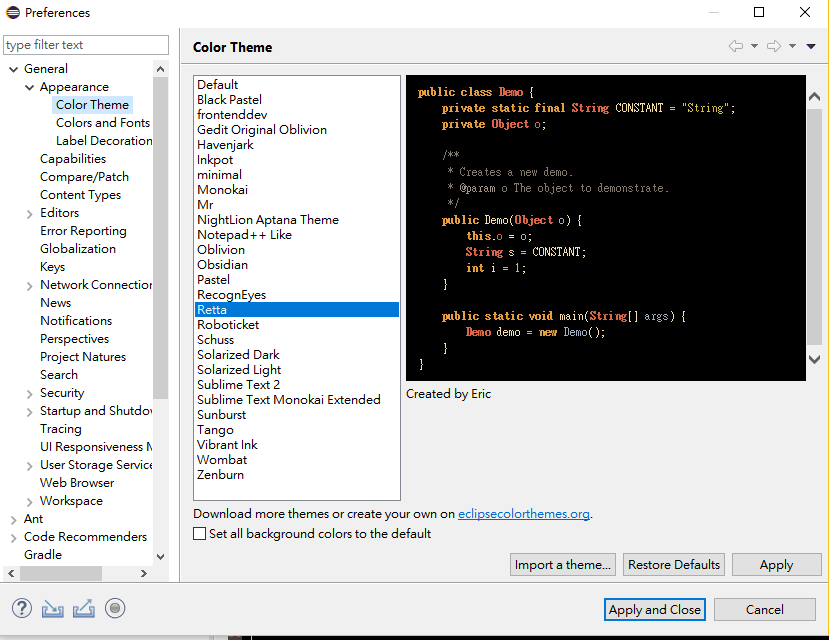 Preferences
type filter text
General
Appearance
Color Theme
Colors and Fonts
Label Decoration
Capabilities
Compare/Patch
Content Types
Editors
Error Reporting
Globalization
Keys
Network Connection
News
Notifications
Perspectives
Project Natures
Search
Security
Startup and Shutdov
Tracing
UI Responsiveness M
User Storage Service
Web Browser
Workspace
Ant
Code Recommenders
Gradle
Color Theme
Default
Black Pastel
frontenddev
Gedit Original Oblivion
Havenjark
Inkpot
minimal
Monokai
Mr
NightLion Aptana Theme
Notepad++ Like
Oblivion
Obsidian
Pastel
RecognEyes
Retta
Roboticket
Schuss
Solarized Dark
Solarized Light
Sublime Text 2
Sublime Text Monokai Extended
Sunburst
Tango
Vibrant Ink
Wombat
Zenburn
public class Demo {
private static final String CONSTANT = "String";
private Object o;
/**
* Creates a new demo.
* @param o The object to demonstrate.
*/
public Demo(Object o) {
this.o = o;
String s = CONSTANT;
int i = 1;
}
public static void main(String[] args) {
Demo demo = new Demo();
}
}
Created by Eric
Download more themes or create your own on eclipsecolorthemes.org.
Set all background colors to the default
Import a theme...
Restore Defaults
Apply
Apply and Close
Cancel